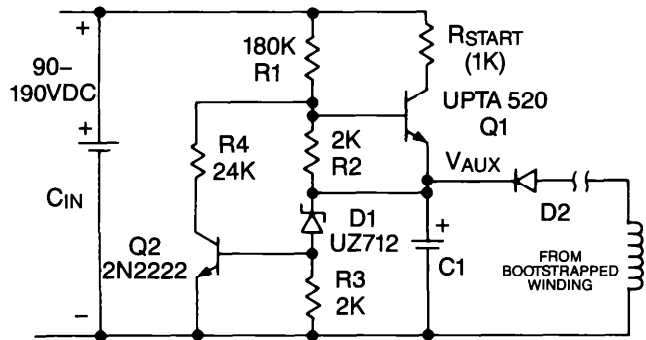 +
90–
190VDC
+
CIN
–
180K
R1
RSTART
(1K)
UPTA 520
Q1
R4
24K
2K
R2
VAUX
D2
Q2
2N2222
D1
UZ712
+
C1
R3
2K
FROM
BOOTSTRAPPED
WINDING